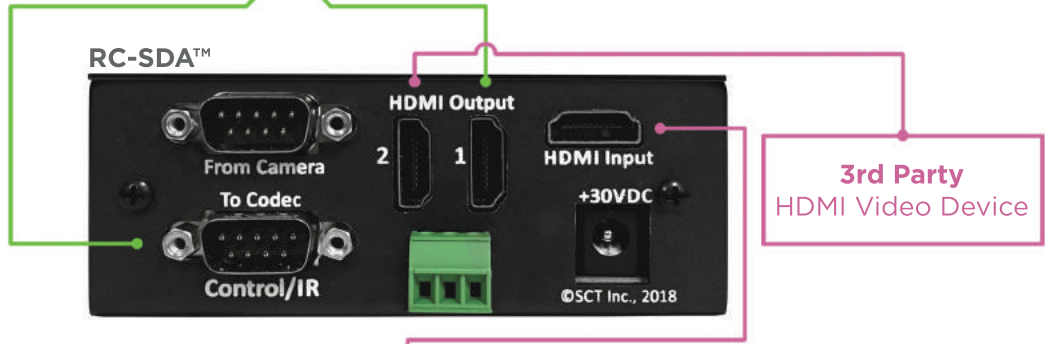 RC-SDA™
HDMI Output
From Camera
2
1
HDMI Input
3rd Party
HDMI Video Device
To Codec
+30VDC
Control/IR
©SCT Inc., 2018